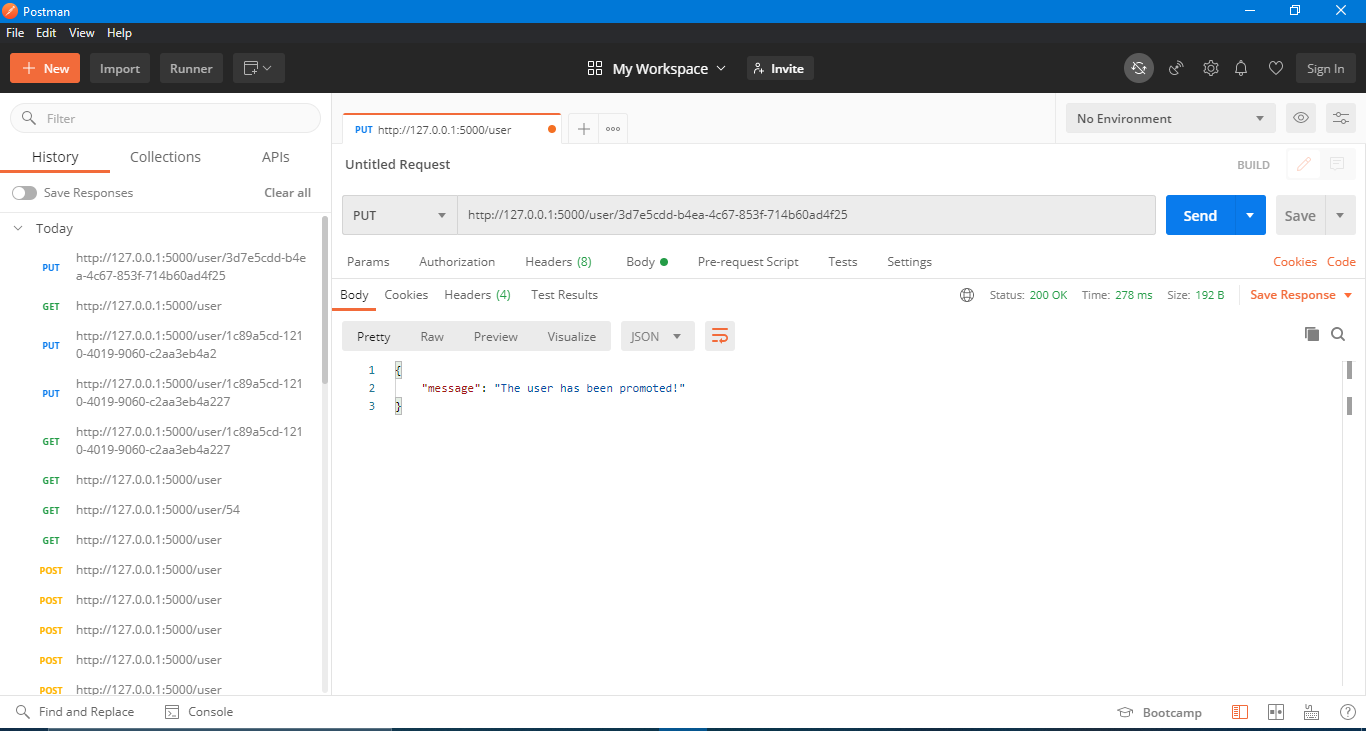 Postman
File Edit View Help
New Import Runner My Workspace Invite Sign In
Filter
History Collections APIs
Save Responses Clear all
Today
PUT http://127.0.0.1:5000/user/3d7e5cdd-b4e
a-4c67-853f-714b60ad4f25
GET http://127.0.0.1:5000/user
PUT http://127.0.0.1:5000/user/1c89a5cd-121
0-4019-9060-c2aa3eb4a2
PUT http://127.0.0.1:5000/user/1c89a5cd-121
0-4019-9060-c2aa3eb4a227
GET http://127.0.0.1:5000/user/1c89a5cd-121
0-4019-9060-c2aa3eb4a227
GET http://127.0.0.1:5000/user
GET http://127.0.0.1:5000/user/54
GET http://127.0.0.1:5000/user
POST http://127.0.0.1:5000/user
POST http://127.0.0.1:5000/user
POST http://127.0.0.1:5000/user
POST http://127.0.0.1:5000/user
POST http://127.0.0.1:5000/user
PUT http://127.0.0.1:5000/user
No Environment
Untitled Request BUILD
PUT http://127.0.0.1:5000/user/3d7e5cdd-b4ea-4c67-853f-714b60ad4f25 Send Save
Params Authorization Headers (8) Body Pre-request Script Tests Settings Cookies Code
Body Cookies Headers (4) Test Results Status: 200 OK Time: 278 ms Size: 192 B Save Response
Pretty Raw Preview Visualize JSON
1 {
2 "message": "The user has been promoted!"
3 }
Find and Replace Console Bootcamp